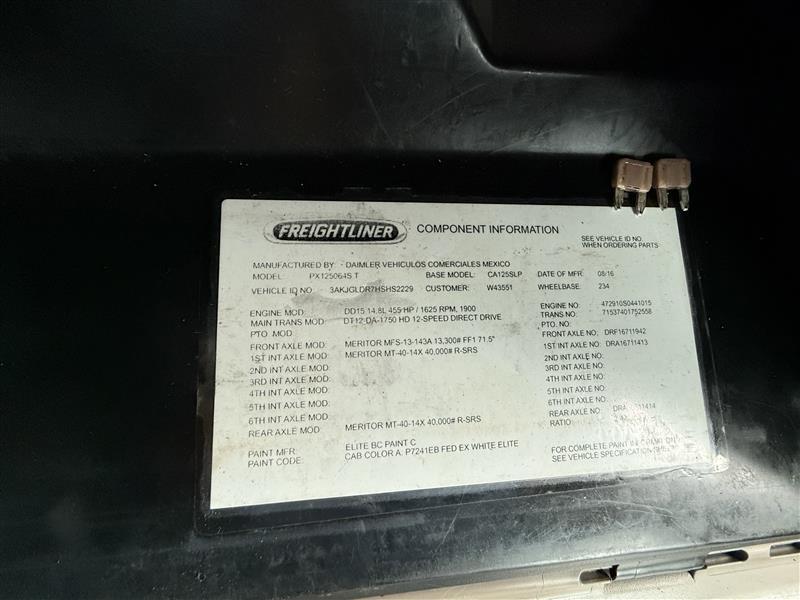 FREIGHTLINER COMPONENT INFORMATION
SEE VEHICLE ID NO.
WHEN ORDERING PARTS
MANUFACTURED BY: DAIMLER VEHICULOS COMERCIALES MEXICO
MODEL: PX125064S T BASE MODEL: CA125SLP DATE OF MFR: 08/16
VEHICLE ID NO.: 3AKJGLDR7HSHS2229 CUSTOMER: W43551 WHEELBASE: 234
ENGINE MOD: DD15 14.8L 455 HP / 1625 RPM, 1900 ENGINE NO: 472910S0441015
MAIN TRANS MOD: DT12-DA-1750 HD 12-SPEED DIRECT DRIVE TRANS NO: 71537401752558
PTO. MOD: PTO. NO:
FRONT AXLE MOD: MERITOR MFS-13-143A 13,300# FF1 71.5" FRONT AXLE NO: DRF16711942
1ST INT AXLE MOD: MERITOR MT-40-14X 40,000# R-SRS 1ST INT AXLE NO: DRA16711413
2ND INT AXLE MOD: 2ND INT AXLE NO:
3RD INT AXLE MOD: 3RD INT AXLE NO:
4TH INT AXLE MOD: 4TH INT AXLE NO:
5TH INT AXLE MOD: 5TH INT AXLE NO:
6TH INT AXLE MOD: 6TH INT AXLE NO:
REAR AXLE MOD: MERITOR MT-40-14X 40,000# R-SRS REAR AXLE NO:
RATIO:
PAINT MFR: ELITE BC PAINT C
PAINT CODE: CAB COLOR A: P7241EB FED EX WHITE ELITE
FOR COMPLETE PAINT INFORMATION
SEE VEHICLE SPECIFICATION SHEET